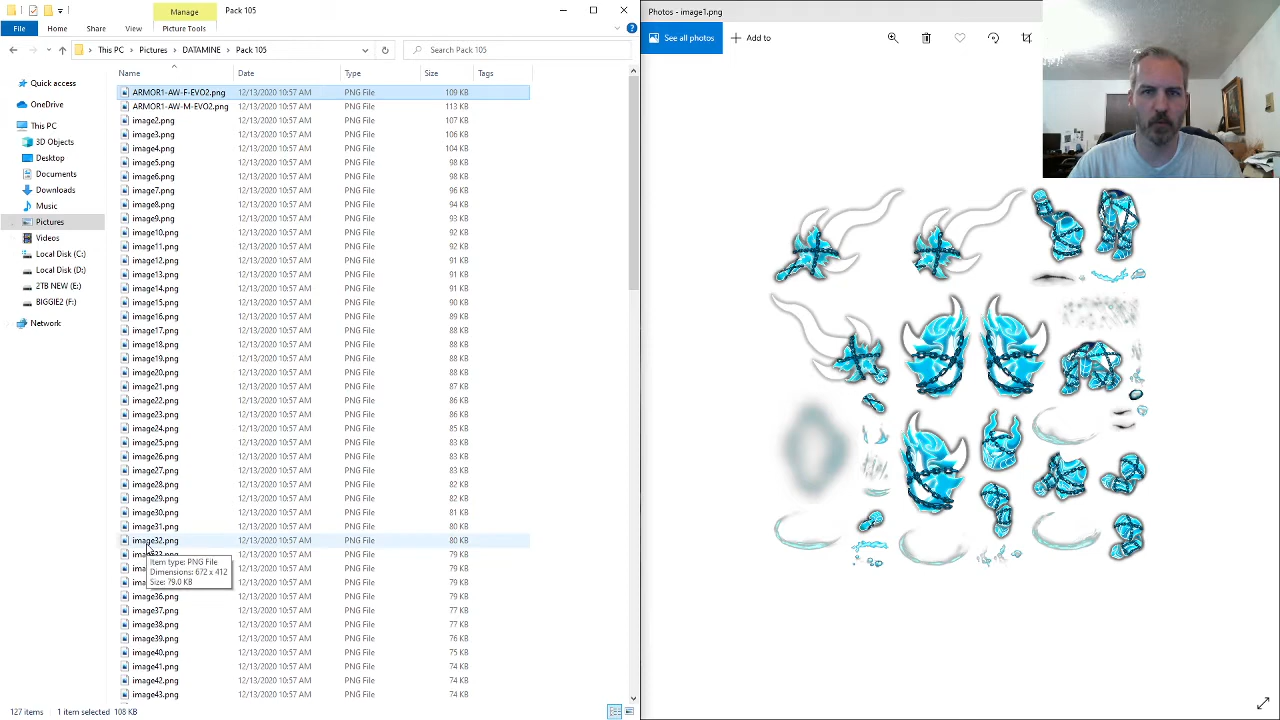 Manage
Pack 105
File
Home
Share
View
Picture Tools
This PC
Pictures
DATAMINE
Pack 105
Search Pack 105
Name
Date
Type
Size
Tags
Quick access
OneDrive
This PC
3D Objects
Desktop
Documents
Downloads
Music
Pictures
Videos
Local Disk (C:)
Local Disk (D:)
2TB NEW (E:)
BIGGIE2 (F:)
Network
ARMOR1-AW-F-EVO2.png 12/13/2020 10:57 AM PNG File 109 KB
ARMOR1-AW-M-EVO2.png 12/13/2020 10:57 AM PNG File 113 KB
image2.png 12/13/2020 10:57 AM PNG File 107 KB
image3.png 12/13/2020 10:57 AM PNG File 106 KB
image4.png 12/13/2020 10:57 AM PNG File 104 KB
image5.png 12/13/2020 10:57 AM PNG File 98 KB
image6.png 12/13/2020 10:57 AM PNG File 98 KB
image7.png 12/13/2020 10:57 AM PNG File 96 KB
image8.png 12/13/2020 10:57 AM PNG File 94 KB
image9.png 12/13/2020 10:57 AM PNG File 93 KB
image10.png 12/13/2020 10:57 AM PNG File 92 KB
image11.png 12/13/2020 10:57 AM PNG File 92 KB
image12.png 12/13/2020 10:57 AM PNG File 91 KB
image13.png 12/13/2020 10:57 AM PNG File 91 KB
image14.png 12/13/2020 10:57 AM PNG File 91 KB
image15.png 12/13/2020 10:57 AM PNG File 90 KB
image16.png 12/13/2020 10:57 AM PNG File 89 KB
image17.png 12/13/2020 10:57 AM PNG File 88 KB
image18.png 12/13/2020 10:57 AM PNG File 88 KB
image19.png 12/13/2020 10:57 AM PNG File 88 KB
image20.png 12/13/2020 10:57 AM PNG File 88 KB
image21.png 12/13/2020 10:57 AM PNG File 87 KB
image22.png 12/13/2020 10:57 AM PNG File 86 KB
image23.png 12/13/2020 10:57 AM PNG File 86 KB
image24.png 12/13/2020 10:57 AM PNG File 85 KB
image25.png 12/13/2020 10:57 AM PNG File 83 KB
image26.png 12/13/2020 10:57 AM PNG File 83 KB
image27.png 12/13/2020 10:57 AM PNG File 83 KB
image28.png 12/13/2020 10:57 AM PNG File 82 KB
image29.png 12/13/2020 10:57 AM PNG File 82 KB
image30.png 12/13/2020 10:57 AM PNG File 81 KB
image31.png 12/13/2020 10:57 AM PNG File 80 KB
image32.png 12/13/2020 10:57 AM PNG File 80 KB
12/13/2020 10:57 AM PNG File 79 KB
12/13/2020 10:57 AM PNG File 79 KB
12/13/2020 10:57 AM PNG File 79 KB
image36.png 12/13/2020 10:57 AM PNG File 79 KB
image37.png 12/13/2020 10:57 AM PNG File 77 KB
image38.png 12/13/2020 10:57 AM PNG File 77 KB
image39.png 12/13/2020 10:57 AM PNG File 76 KB
image40.png 12/13/2020 10:57 AM PNG File 75 KB
image41.png 12/13/2020 10:57 AM PNG File 74 KB
image42.png 12/13/2020 10:57 AM PNG File 74 KB
image43.png 12/13/2020 10:57 AM PNG File 74 KB
Item type: PNG File
Dimensions: 672 x 412
Size: 79.0 KB
127 items
1 item selected 108 KB
Photos - image1.png
See all photos
Add to